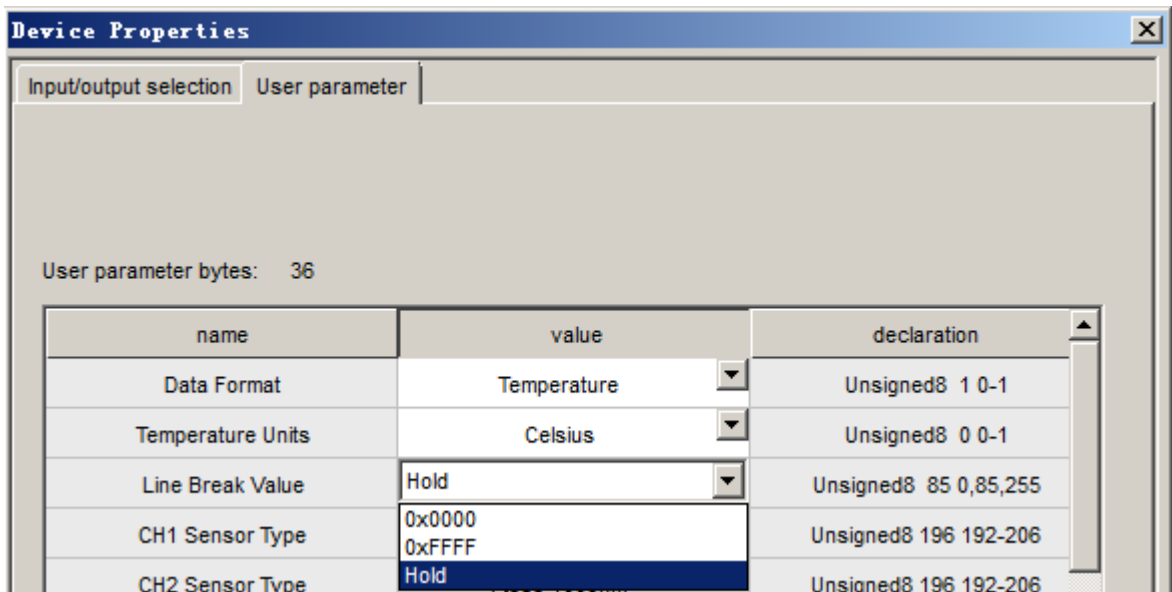 Device Properties
Input/output selection User parameter
User parameter bytes: 36
name value declaration
Data Format Temperature Unsigned8 1 0-1
Temperature Units Celsius Unsigned8 0 0-1
Line Break Value Hold Unsigned8 85 0,85,255
0x0000
CH1 Sensor Type Unsigned8 196 192-206
0xFFFF
Hold
CH2 Sensor Type Unsigned8 196 192-206